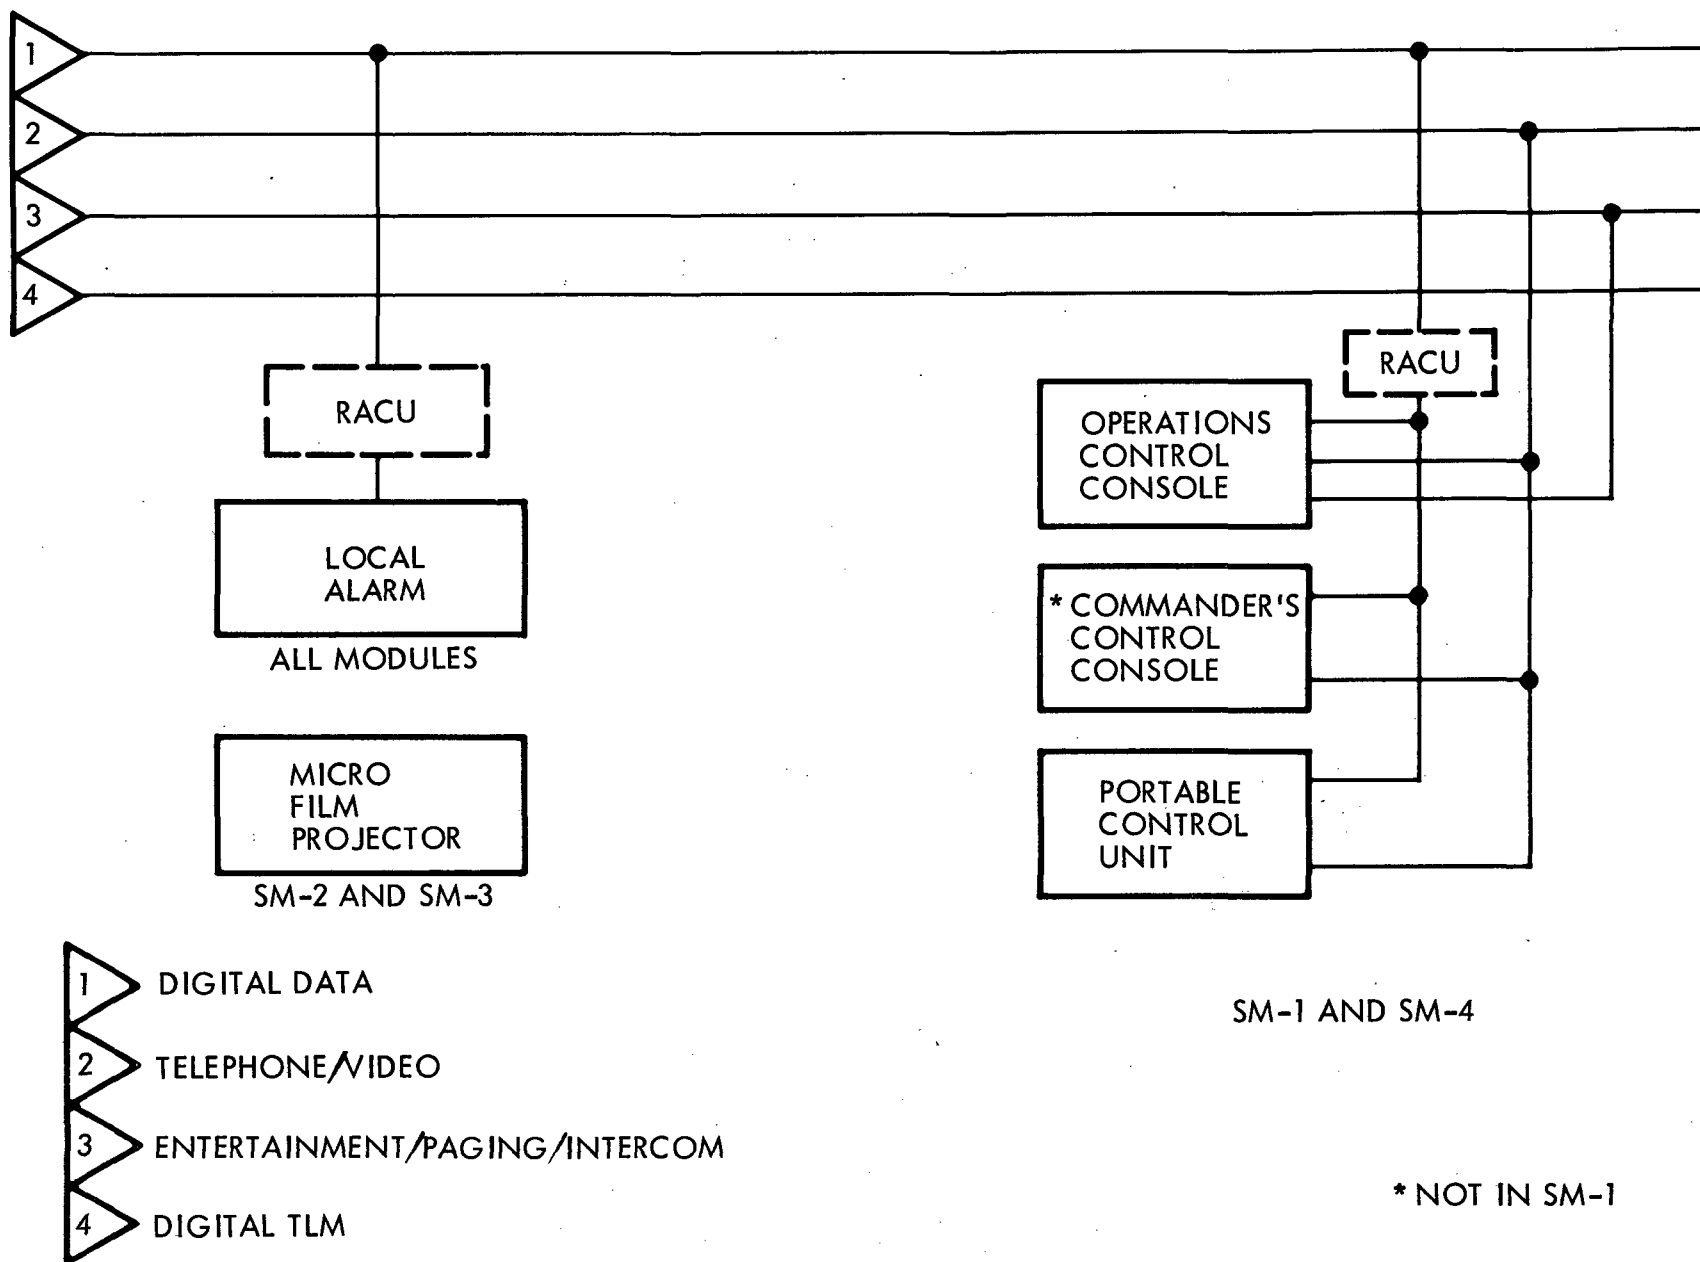 1
2
3
4
RACU
LOCAL
ALARM
ALL MODULES
MICRO
FILM
PROJECTOR
SM-2 AND SM-3
RACU
OPERATIONS
CONTROL
CONSOLE
* COMMANDER'S
CONTROL
CONSOLE
PORTABLE
CONTROL
UNIT
SM-1 AND SM-4
1 DIGITAL DATA
2 TELEPHONE/VIDEO
3 ENTERTAINMENT/PAGING/INTERCOM
4 DIGITAL TLM
* NOT IN SM-1